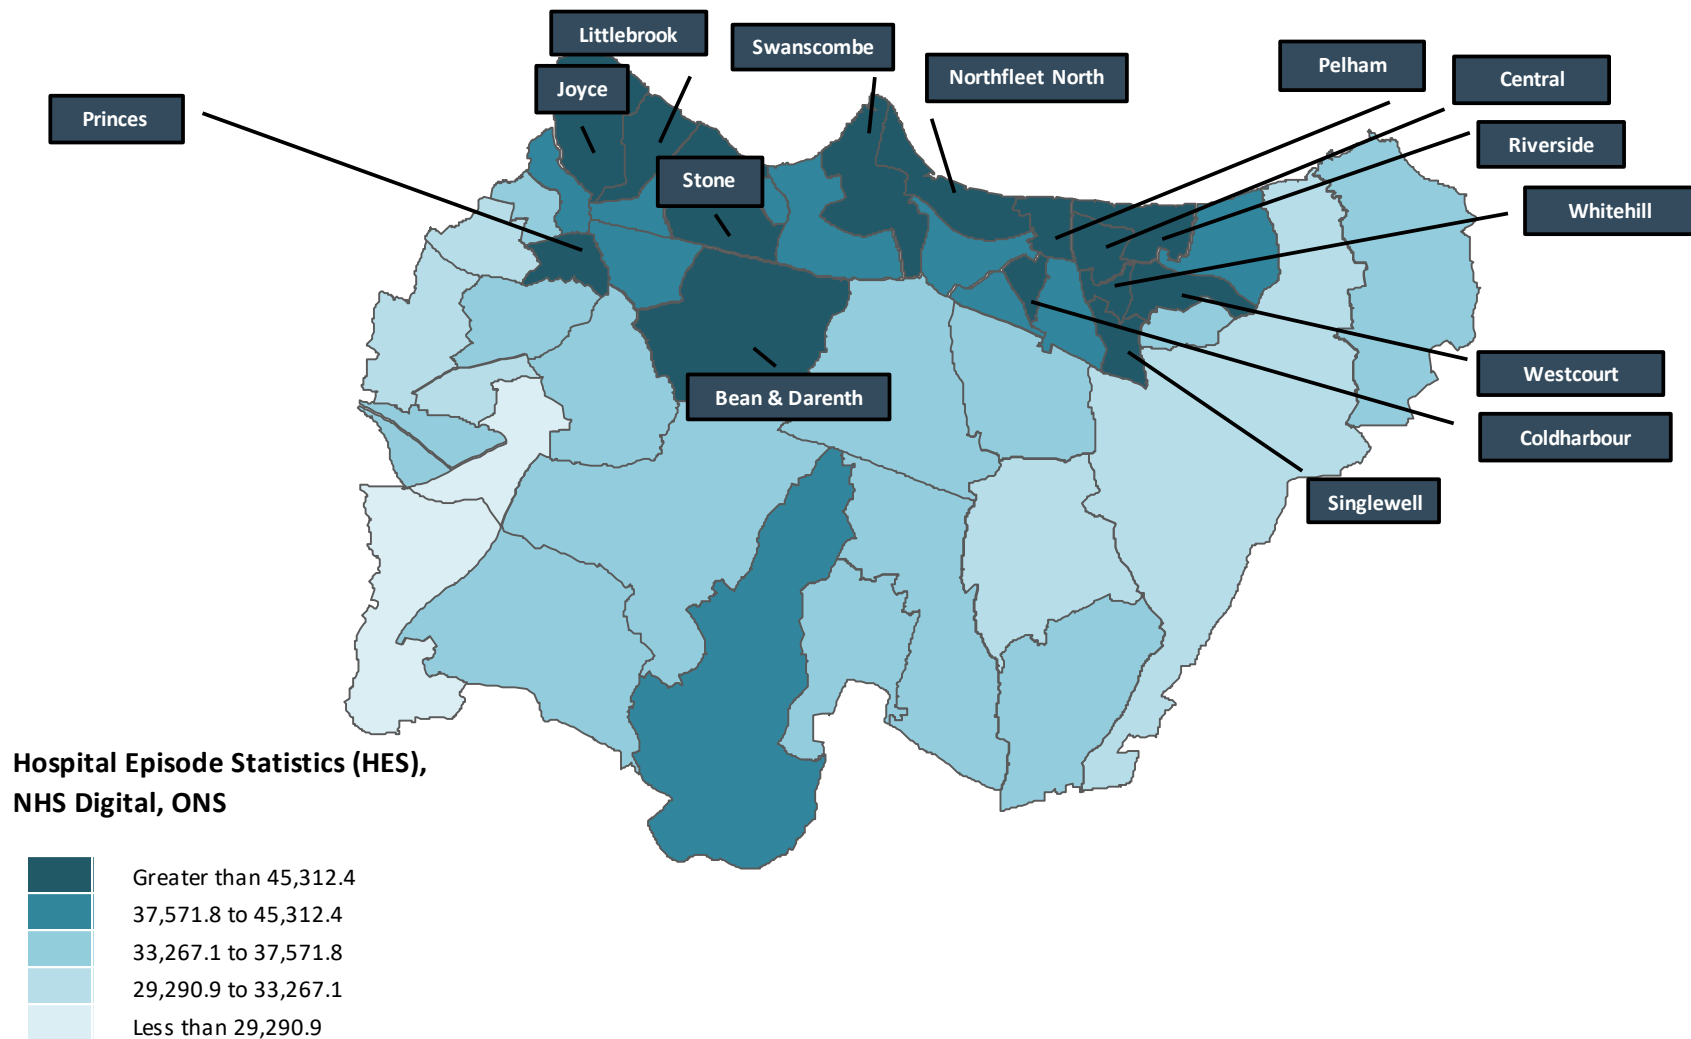 Littlebrook
Swanscombe
Pelham
Central
Joyce
Northfleet North
Princes
Riverside
Stone
Whitehill
Westcourt
Bean & Darenth
Coldharbour
Singlewell
Hospital Episode Statistics (HES),
NHS Digital, ONS
Greater than 45,312.4
37,571.8 to 45,312.4
33,267.1 to 37,571.8
29,290.9 to 33,267.1
Less than 29,290.9